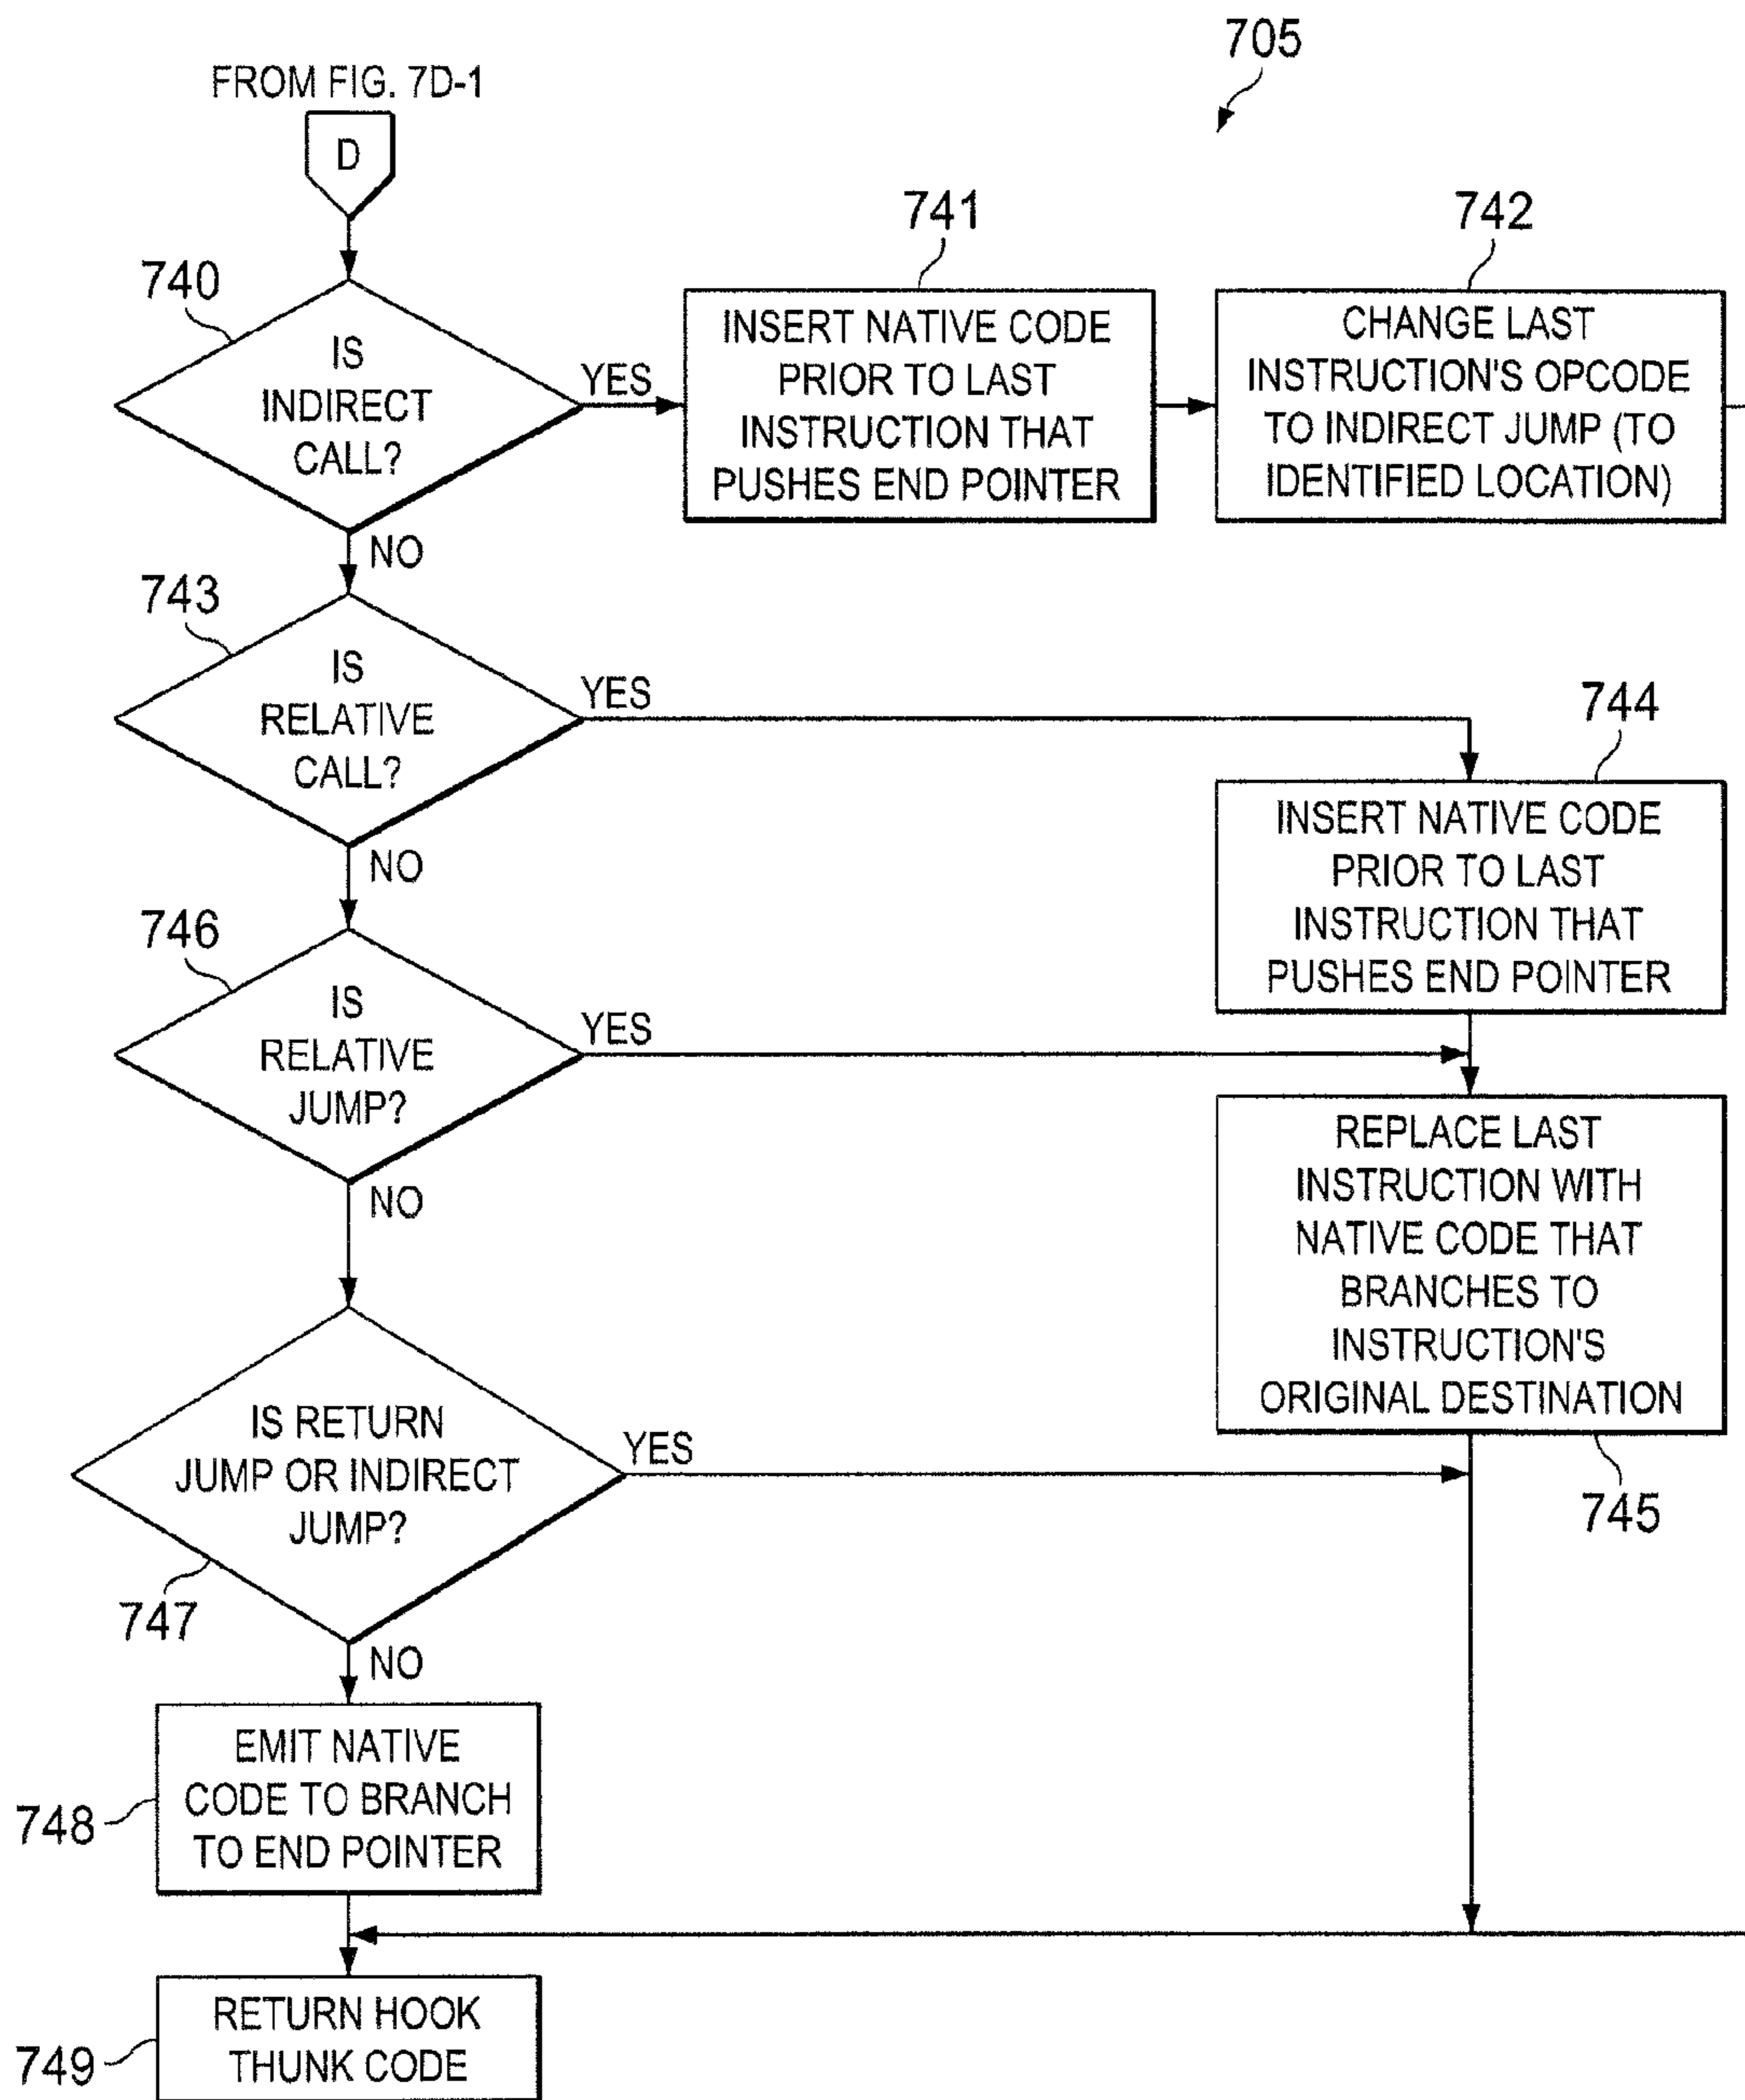 705
FROM FIG. 7D-1
D
740
IS
INDIRECT
CALL?
YES
NO
741
INSERT NATIVE CODE
PRIOR TO LAST
INSTRUCTION THAT
PUSHES END POINTER
742
CHANGE LAST
INSTRUCTION'S OPCODE
TO INDIRECT JUMP (TO
IDENTIFIED LOCATION)
743
IS
RELATIVE
CALL?
YES
NO
744
INSERT NATIVE CODE
PRIOR TO LAST
INSTRUCTION THAT
PUSHES END POINTER
746
IS
RELATIVE
JUMP?
YES
NO
REPLACE LAST
INSTRUCTION WITH
NATIVE CODE THAT
BRANCHES TO
INSTRUCTION'S
ORIGINAL DESTINATION
745
IS RETURN
JUMP OR INDIRECT
JUMP?
YES
747
NO
EMIT NATIVE
CODE TO BRANCH
TO END POINTER
748
RETURN HOOK
THUNK CODE
749